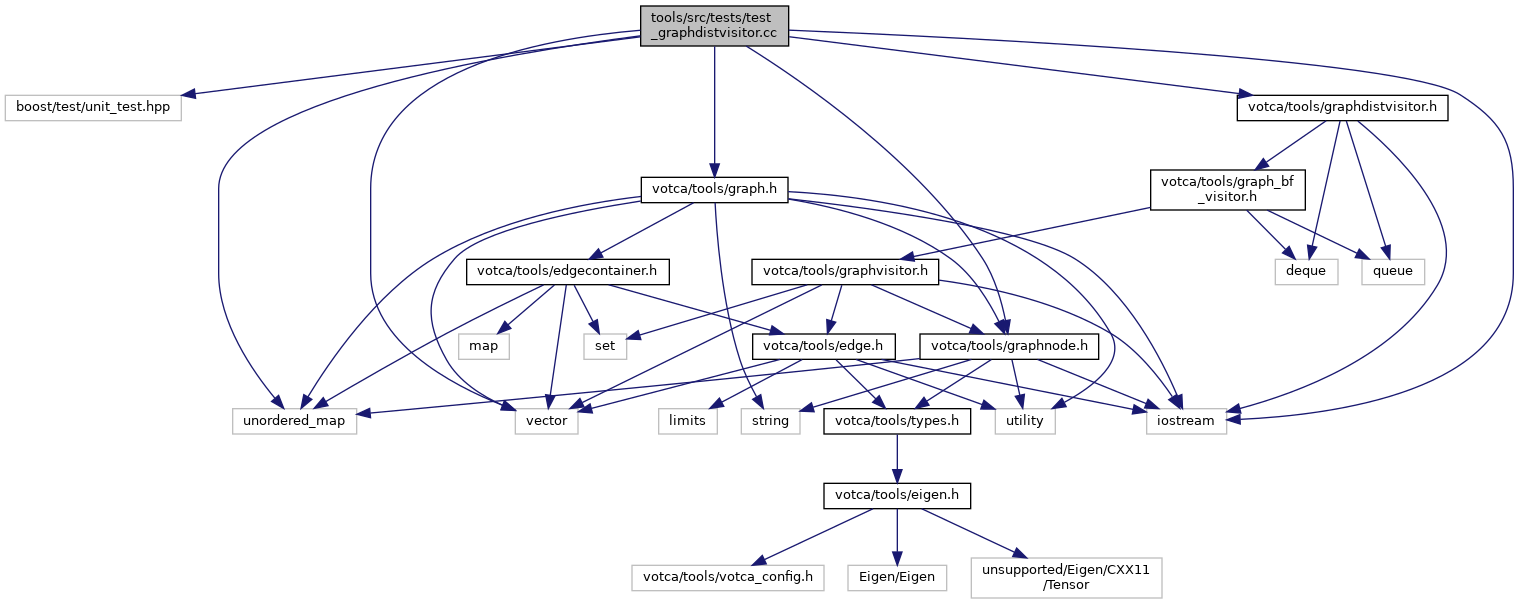 tools/src/tests/test
_graphdistvisitor.cc
boost/test/unit_test.hpp
votca/tools/graphdistvisitor.h
votca/tools/graph.h
votca/tools/graph_bf
_visitor.h
votca/tools/edgecontainer.h
votca/tools/graphvisitor.h
deque
queue
map
set
votca/tools/edge.h
votca/tools/graphnode.h
unordered_map
vector
limits
string
votca/tools/types.h
utility
iostream
votca/tools/eigen.h
votca/tools/votca_config.h
Eigen/Eigen
unsupported/Eigen/CXX11
/Tensor